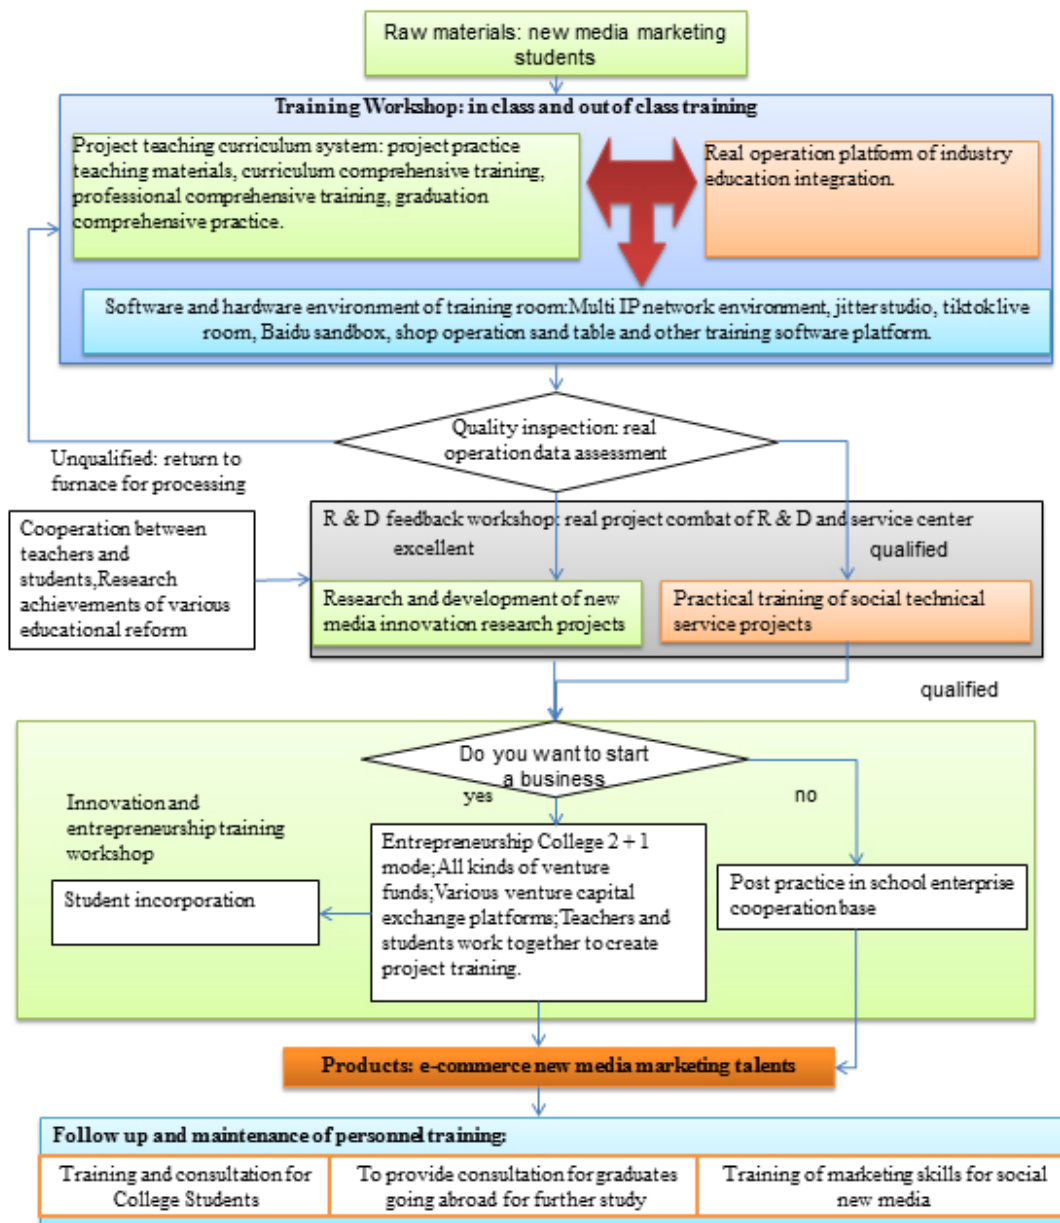 Raw materials: new media marketing
students
Training Workshop: in class and out of class training
Project teaching curriculum system: project practice
teaching materials, curriculum comprehensive training,
professional comprehensive training, graduation
comprehensive practice.
Real operation platform of industry
education integration.
Software and hardware environment of training room:Multi IP network environment, jitter studio, tiktok live
room, Baidu sandbox, shop operation sand table and other training software platform.
Quality inspection: real
operation data assessment
Unqualified: return to
furnace for processing
Cooperation between
teachers and
students,Research
achievements of various
educational reform
R & D feedback workshop: real project combat of R & D and service center
excellent
qualified
Research and development of new
media innovation research projects
Practical training of social technical
service projects
qualified
Do you want to start
a business
yes
no
Innovation and
entrepreneurship training
workshop
Student incorporation
Entrepreneurship College 2 + 1
mode;All kinds of venture
funds;Various venture capital
exchange platforms;Teachers and
students work together to create
project training.
Post practice in school enterprise
cooperation base
Products: e-commerce new media marketing talents
Follow up and maintenance of personnel training:
Training and consultation for
College Students
To provide consultation for graduates
going abroad for further study
Training of marketing skills for social
new media